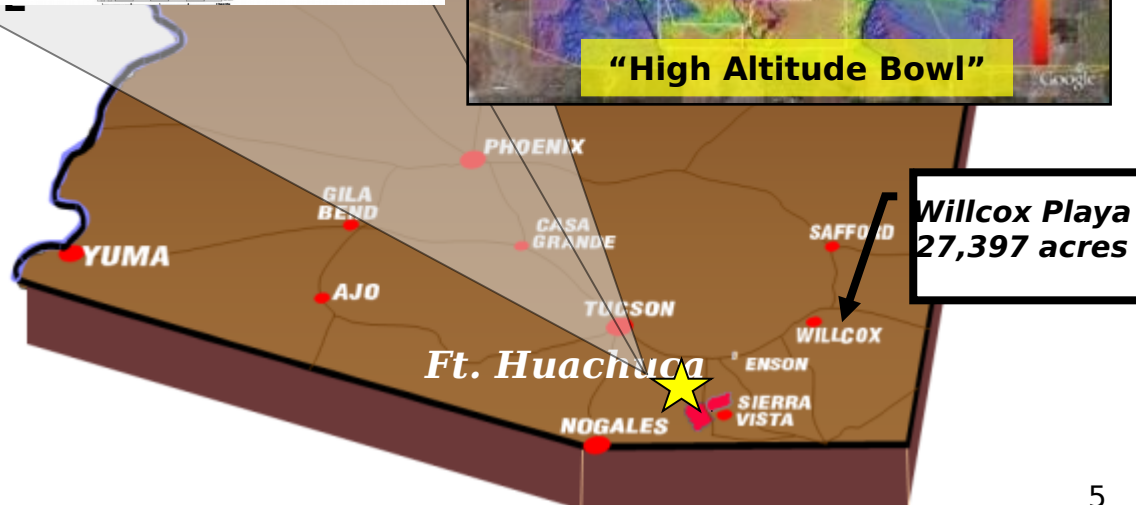 “High Altitude Bowl”
Google
PHOENIX
GILA
BEND
CASA
GRANDE
SAFFORD
Willcox Playa
27,397 acres
YUMA
AJO
TUCSON
WILLCOX
Ft. Huachuca
ENSON
SIERRA
VISTA
NOGALES
5